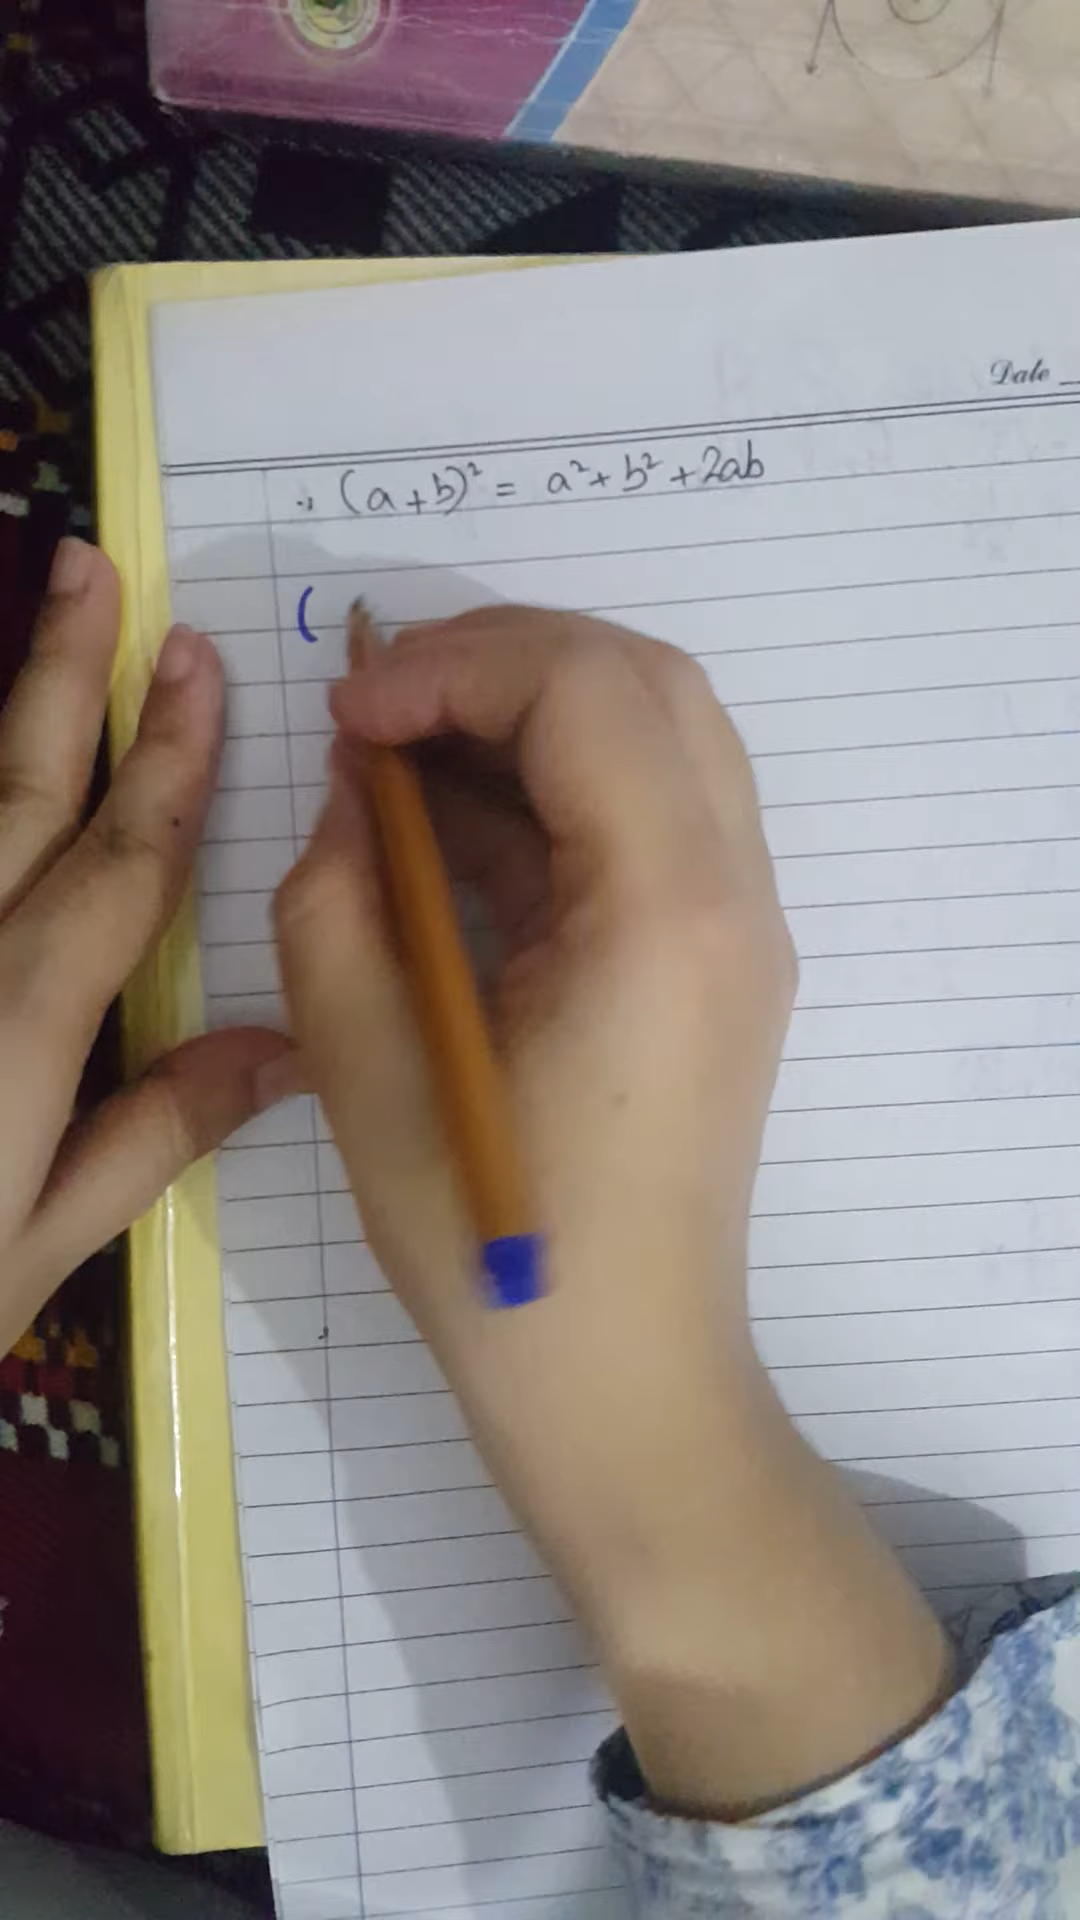 Date
∴ (a+b)² = a²+b²+2ab
(